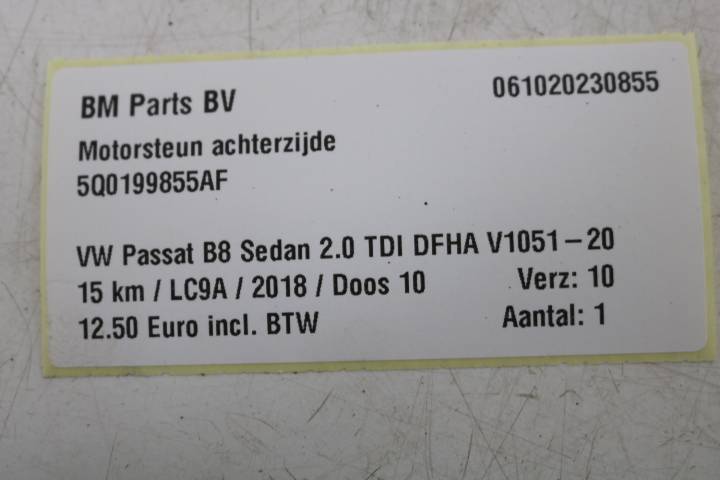 BM Parts BV 061020230855
Motorsteun achterzijde
5Q0199855AF
VW Passat B8 Sedan 2.0 TDI DFHA V1051-20
15 km / LC9A / 2018 / Doos 10 Verz: 10
12.50 Euro incl. BTW Aantal: 1